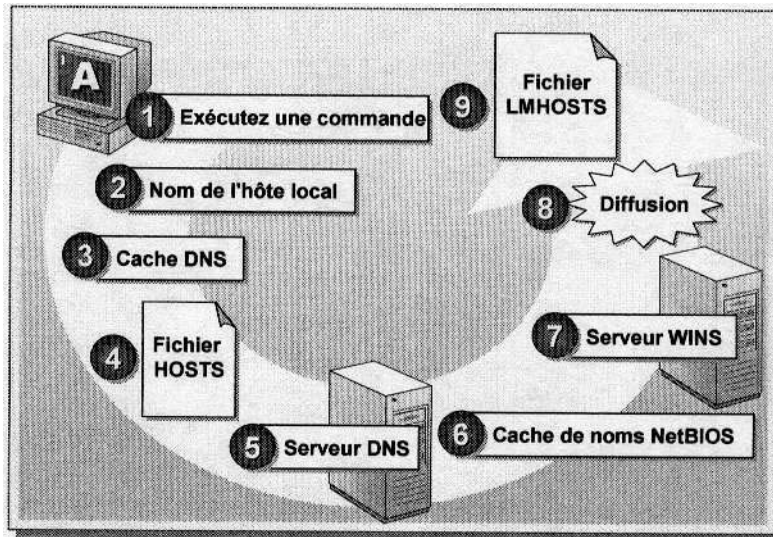 A
1 Exécutez une commande
2 Nom de l'hôte local
3 Cache DNS
4 Fichier
HOSTS
5 Serveur DNS
6 Cache de noms NetBIOS
7 Serveur WINS
8 Diffusion
9 Fichier
LMHOSTS